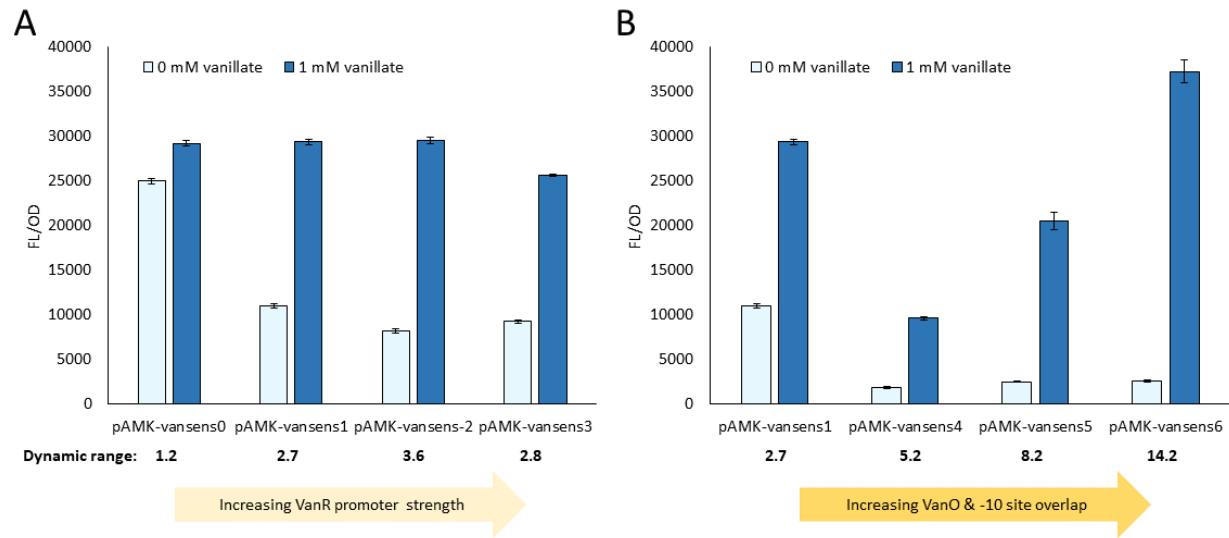 A
FL/OD
40000
35000
30000
25000
20000
15000
10000
5000
0
0 mM vanillate 1 mM vanillate
pAMK-vansens0 pAMK-vansens1 pAMK-vansens-2 pAMK-vansens3
Dynamic range: 1.2 2.7 3.6 2.8
Increasing VanR promoter strength
B
FL/OD
40000
35000
30000
25000
20000
15000
10000
5000
0
0 mM vanillate 1 mM vanillate
pAMK-vansens1 pAMK-vansens4 pAMK-vansens5 pAMK-vansens6
2.7 5.2 8.2 14.2
Increasing VanO & -10 site overlap